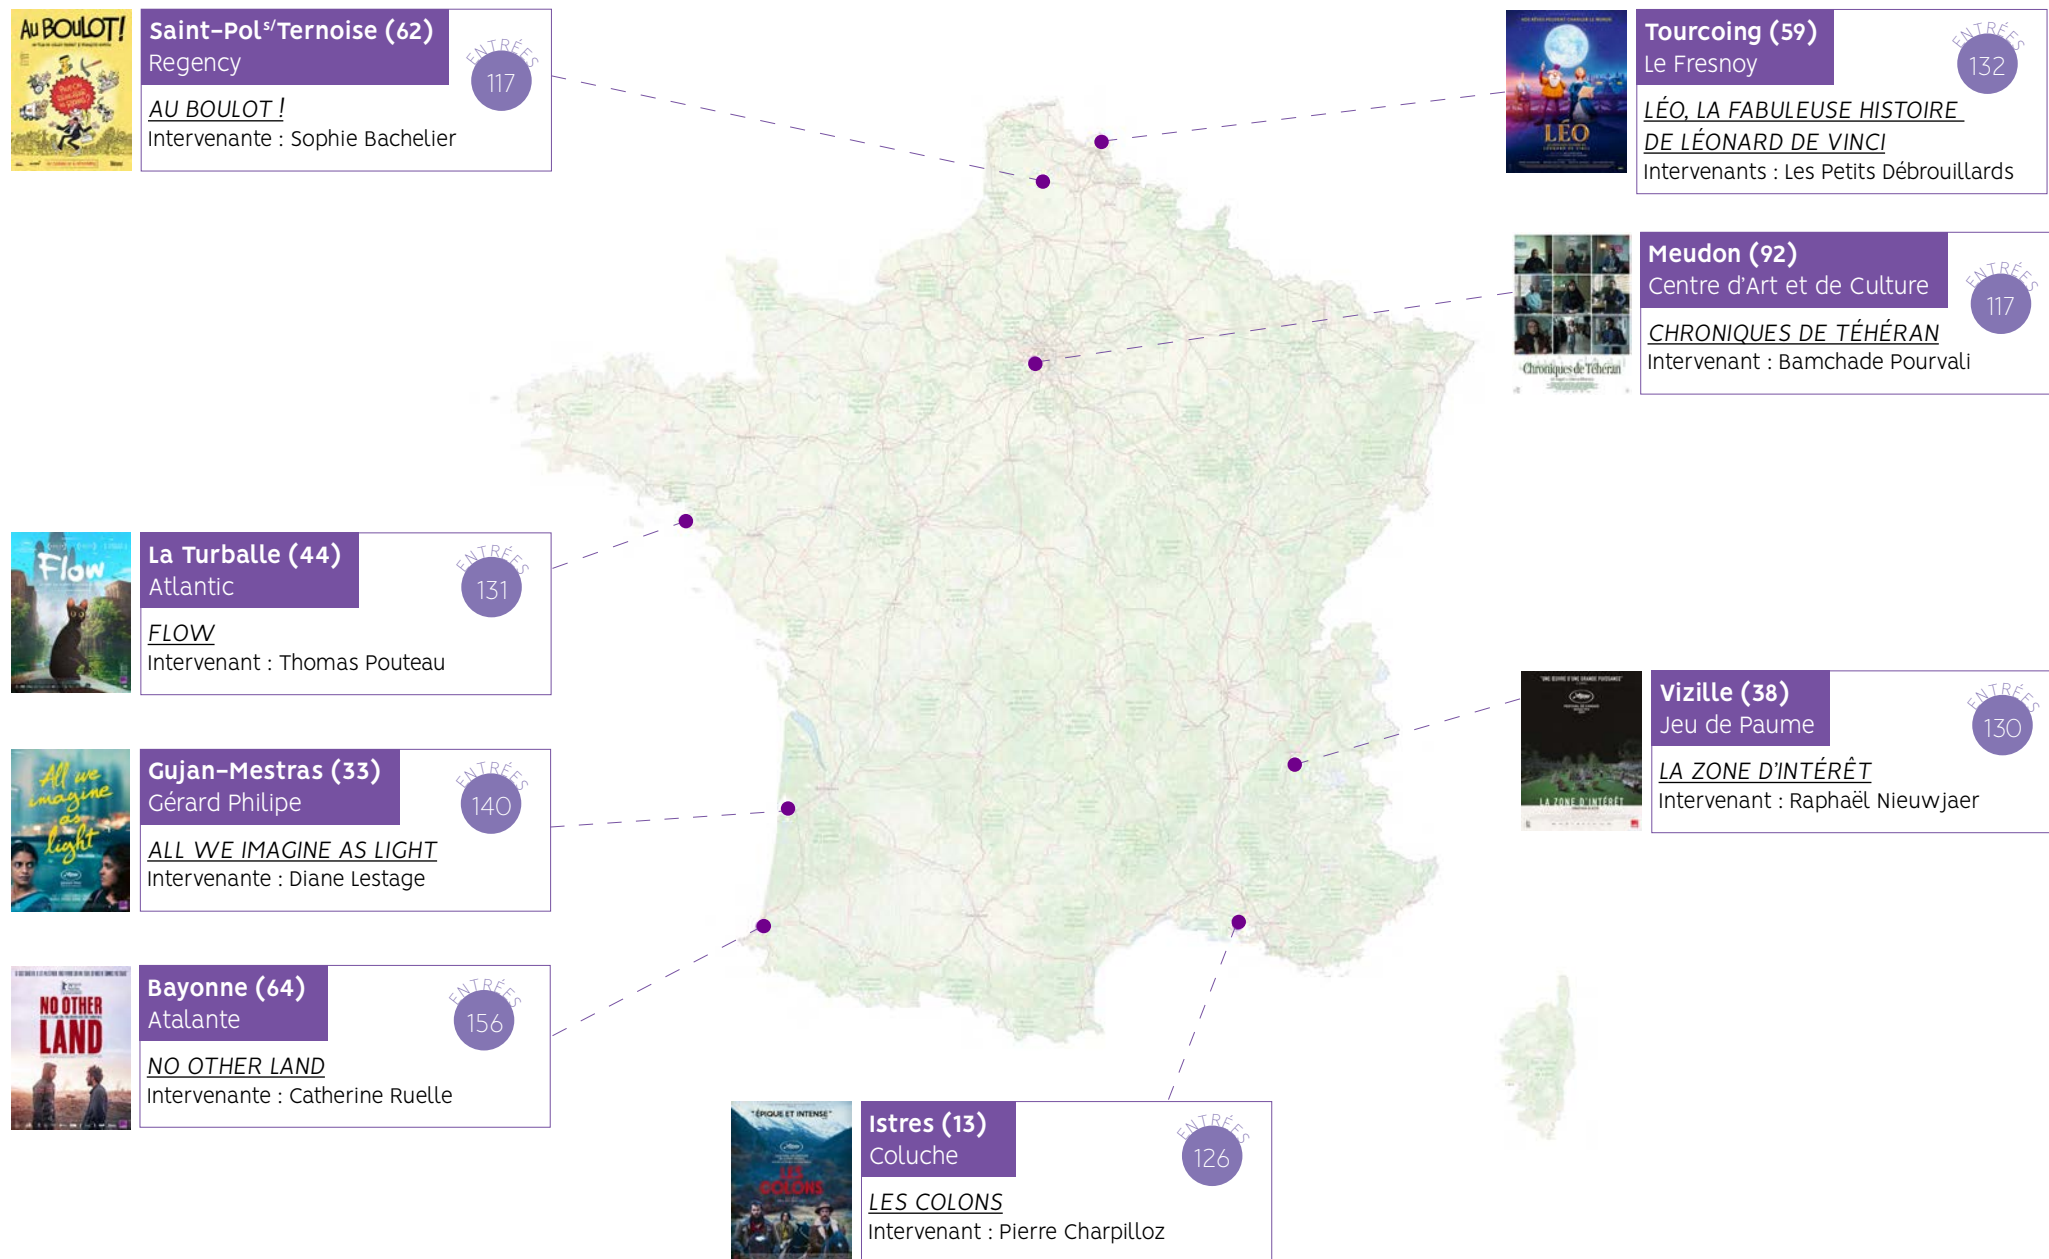 Au BOULOT!
Saint-Pol s/Ternoise (62)
Regency
ENTRÉES
117
AU BOULOT !
Intervenante : Sophie Bachelier
LÉO
Tourcoing (59)
Le Fresnoy
ENTRÉES
132
LÉO, LA FABULEUSE HISTOIRE
DE LÉONARD DE VINCI
Intervenants : Les Petits Débrouillards
Chroniques de Téhéran
Meudon (92)
Centre d'Art et de Culture
ENTRÉES
117
CHRONIQUES DE TÉHÉRAN
Intervenant : Bamchade Pourvali
Flow
La Turballe (44)
Atlantic
ENTRÉES
131
FLOW
Intervenant : Thomas Pouteau
All we
imagine
as
light
Gujan-Mestras (33)
Gérard Philipe
ENTRÉES
140
ALL WE IMAGINE AS LIGHT
Intervenante : Diane Lestage
LA ZONE D'INTÉRÊT
Vizille (38)
Jeu de Paume
ENTRÉES
130
LA ZONE D'INTÉRÊT
Intervenant : Raphaël Nieuwjaer
NO OTHER
LAND
Bayonne (64)
Atalante
ENTRÉES
156
NO OTHER LAND
Intervenante : Catherine Ruelle
"ÉPIQUE ET INTENSE"
LES
COLONS
Istres (13)
Coluche
ENTRÉES
126
LES COLONS
Intervenant : Pierre Charpilloz